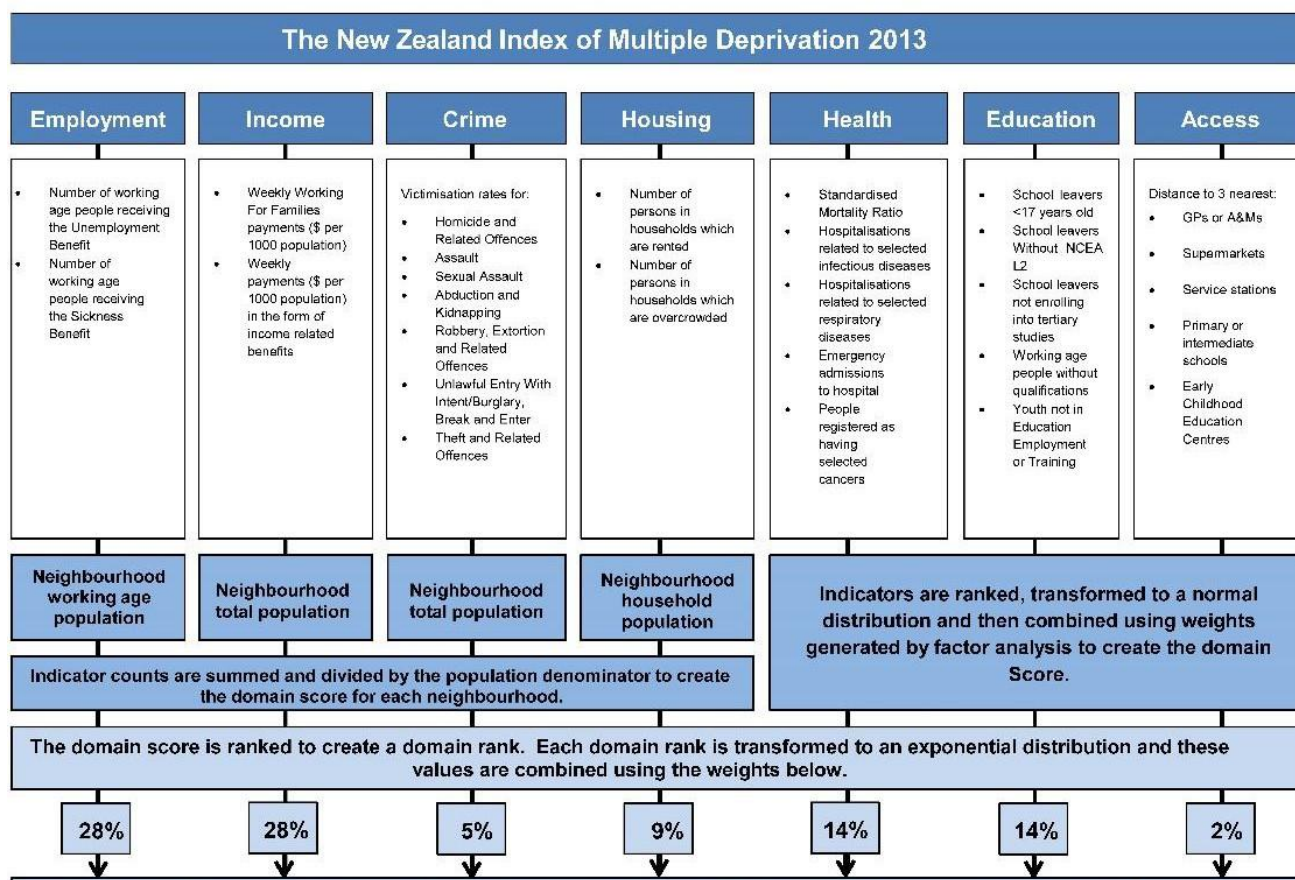 The New Zealand Index of Multiple Deprivation 2013
Employment
Number of working
age people receiving
the Unemployment
Benefit
Number of
working age
people receiving
the Sickness
Benefit
Income
Weekly Working
For Families
payments ($ per
1000 population)
Weekly
payments ($ per
1000 population)
in the form of
income related
benefits
Crime
Victimisation rates for:
Homicide and
Related Offences
Assault
Sexual Assault
Abduction and
Kidnapping
Robbery, Extortion
and Related
Offences
Unlawful Entry With
Intent/Burglary,
Break and Enter
Theft and Related
Offences
Housing
Number of
persons in
households which
are rented
Number of
persons in
households which
are overcrowded
Health
Standardised
Mortality Ratio
Hospitalisations
related to selected
infectious diseases
Hospitalisations
related to selected
respiratory
diseases
Emergency
admissions
to hospital
People
registered as
having
selected
cancers
Education
School leavers
<17 years old
School leavers
Without NCEA
L2
School leavers
not enrolling
into tertiary
studies
Working age
people without
qualifications
Youth not in
Education
Employment
or Training
Access
Distance to 3 nearest:
GPs or A&Ms
Supermarkets
Service stations
Primary or
intermediate
schools
Early
Childhood
Education
Centres
Neighbourhood
working age
population
Neighbourhood
total population
Neighbourhood
total population
Neighbourhood
household
population
Indicator counts are summed and divided by the population denominator to create
the domain score for each neighbourhood.
Indicators are ranked, transformed to a normal
distribution and then combined using weights
generated by factor analysis to create the domain
Score.
The domain score is ranked to create a domain rank. Each domain rank is transformed to an exponential distribution and these
values are combined using the weights below.
28%
28%
5%
9%
14%
14%
2%